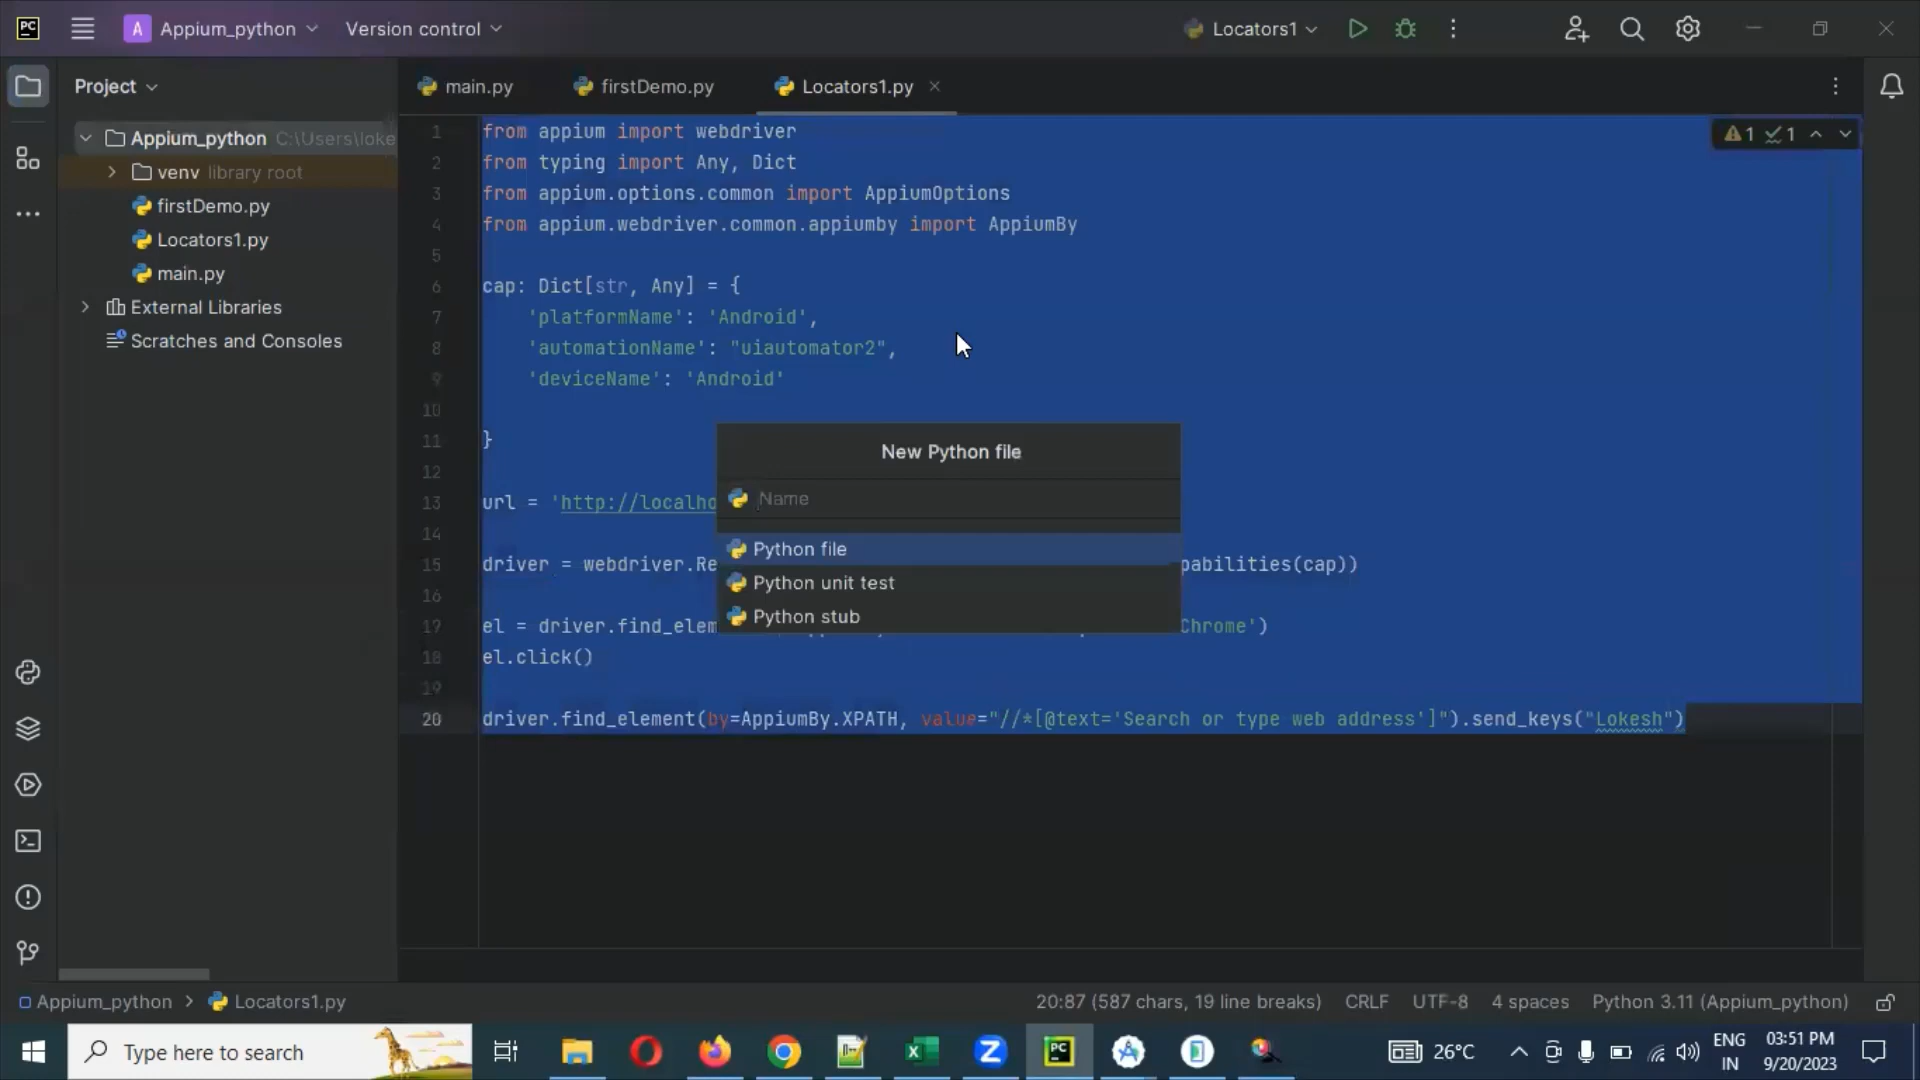 PC
A Appium_python
Version control
Locators1
Project
main.py
firstDemo.py
Locators1.py
Appium_python C:\Users\loke
venv library root
firstDemo.py
Locators1.py
main.py
External Libraries
Scratches and Consoles
1 from appium import webdriver
2 from typing import Any, Dict
3 from appium.options.common import AppiumOptions
4 from appium.webdriver.common.appiumby import AppiumBy
5
6 cap: Dict[str, Any] = {
7 'platformName': 'Android',
8 'automationName': "uiautomator2",
9 'deviceName': 'Android'
10
11 }
12
13 url = 'http://localho
14
15 driver = webdriver.Re pabilities(cap))
16
17 el = driver.find_elem Chrome')
18 el.click()
19
20 driver.find_element(by=AppiumBy.XPATH, value="//*[@text='Search or type web address']").send_keys("Lokesh")
1 1
New Python file
Name
Python file
Python unit test
Python stub
Appium_python > Locators1.py
20:87 (587 chars, 19 line breaks)
CRLF
UTF-8
4 spaces
Python 3.11 (Appium_python)
Type here to search
Z
PC
26°C
ENG
IN
03:51 PM
9/20/2023